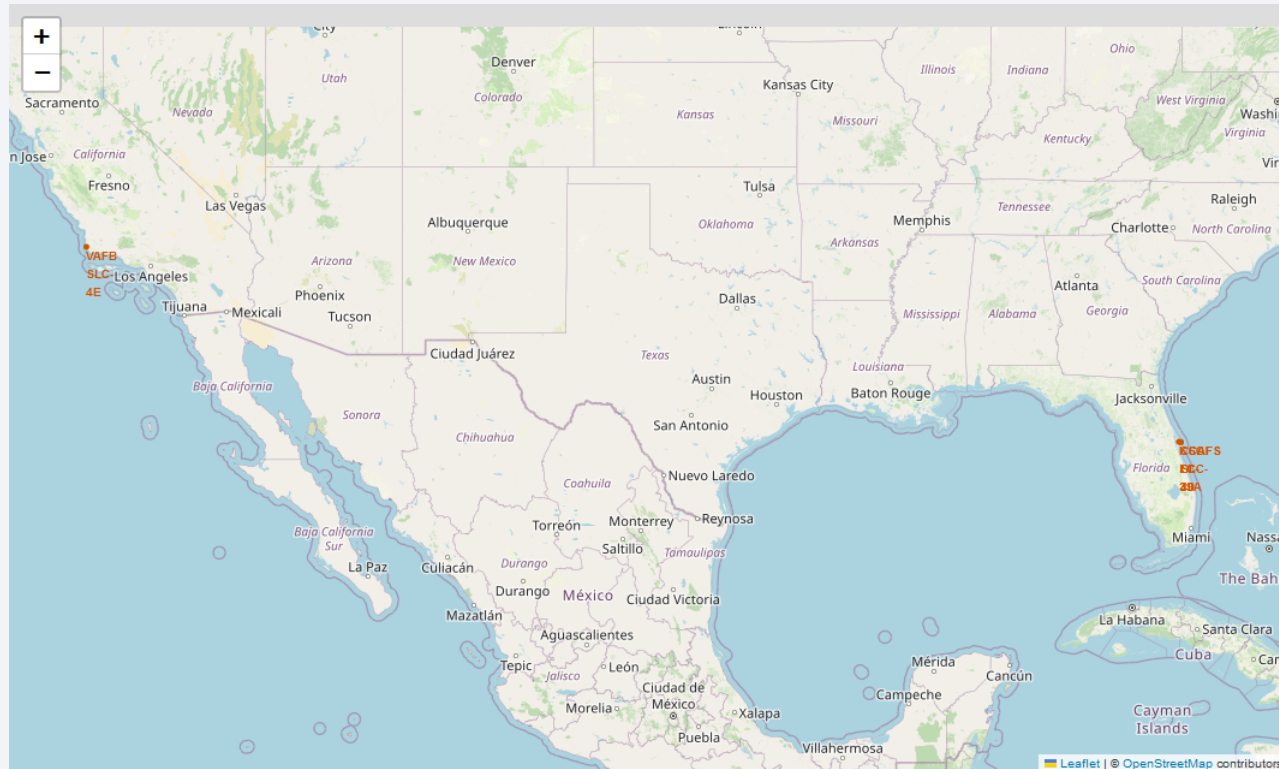 +
−
City
Lincoln
Denver
Ohio
Utah
Illinois
Indiana
Kansas City
Sacramento
Colorado
West Virginia
Nevada
Kansas
Missouri
Washi
Virginia
Kentucky
n Jose
California
Vir
Fresno
Tulsa
Las Vegas
Raleigh
Tennessee
Albuquerque
Memphis
Oklahoma
Charlotte
North Carolina
Arkansas
VAFB
SLC
4E
Arizona
New Mexico
Los Angeles
South Carolina
Atlanta
Phoenix
Dallas
Tijuana
Mexicali
Tucson
Mississippi
Alabama
Georgia
Ciudad Juárez
Texas
Louisiana
Baja California
Austin
Houston
Baton Rouge
Jacksonville
Sonora
San Antonio
Chihuahua
Nuevo Laredo
Florida
Coahuila
Torreón
Monterrey
Reynosa
Baja California
Sur
Miami
Nass
Saltillo
Tamaulipas
La Paz
Culiacán
Durango
The Bah
Durango
México
Ciudad Victoria
Mazatlán
La Habana
Santa Clara
Aguascalientes
Cuba
Tepic
León
Mérida
Cancún
Jalisco
Ciudad de
México
Campeche
Morelia
Xalapa
Cayman
Islands
Puebla
Villahermosa
Leaflet | © OpenStreetMap contributors